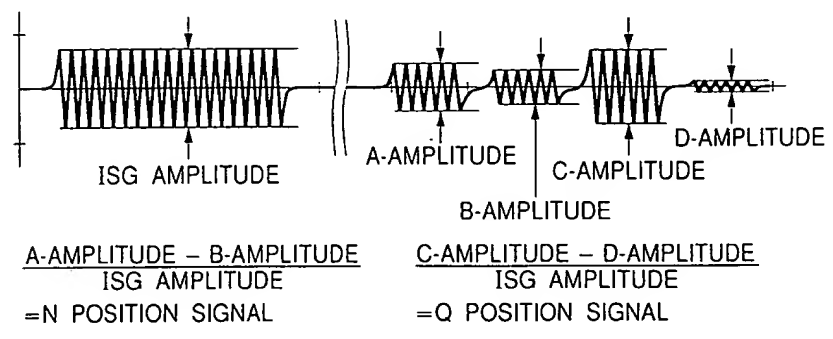 ISG AMPLITUDE
A-AMPLITUDE
B-AMPLITUDE
C-AMPLITUDE
D-AMPLITUDE
A-AMPLITUDE – B-AMPLITUDE
ISG AMPLITUDE
=N POSITION SIGNAL
C-AMPLITUDE – D-AMPLITUDE
ISG AMPLITUDE
=Q POSITION SIGNAL